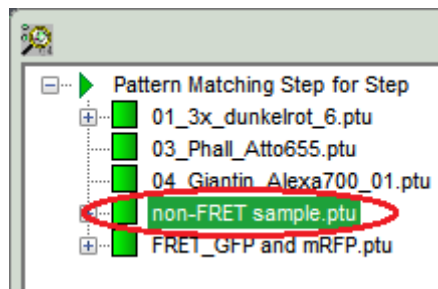 Pattern Matching Step for Step
01_3x_dunkelrot_6.ptu
03_Phall_Atto655.ptu
04_Giantin_Alexa700_01.ptu
non-FRET sample.ptu
FRET_GFP and mRFP.ptu